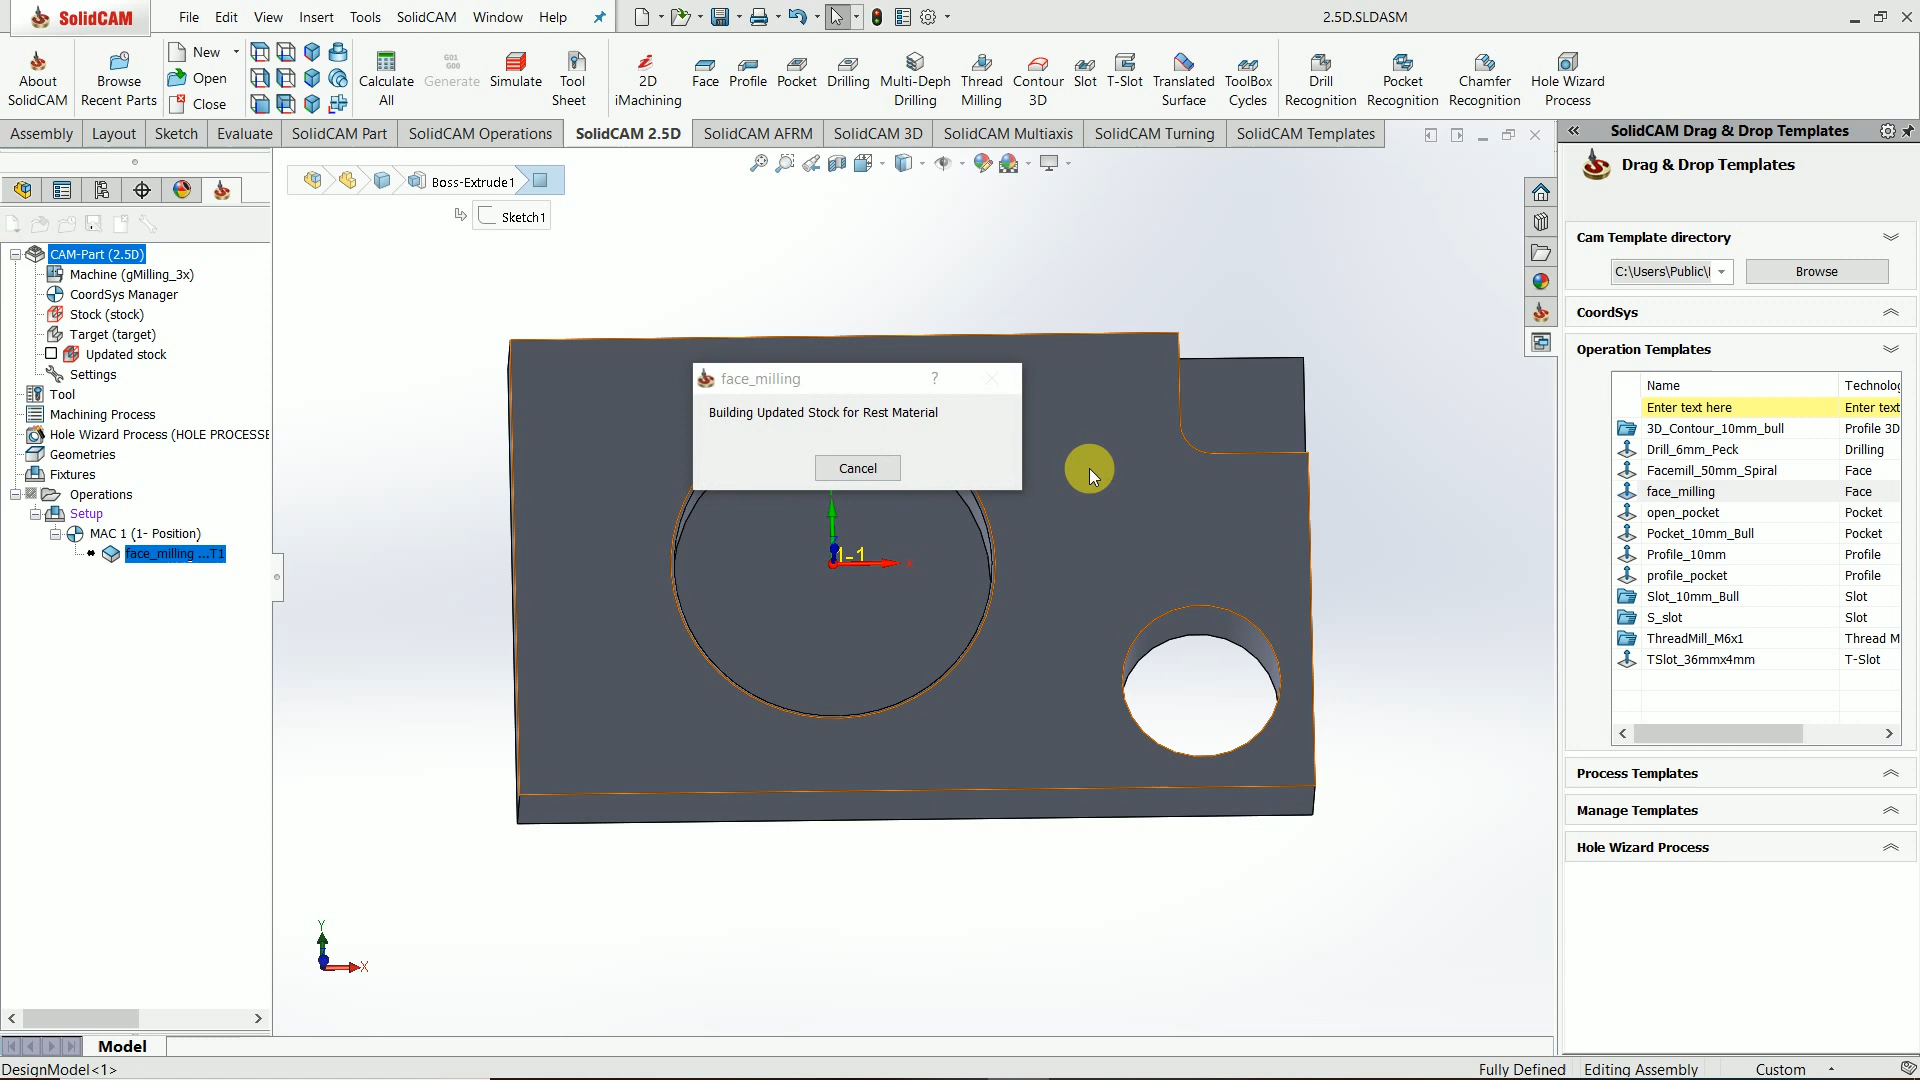 SolidCAM
File Edit View Insert Tools SolidCAM Window Help
2.5D.SLDASM
About SolidCAM
Browse Recent Parts
New
Open
Close
Calculate All
G01 G00
Generate
Simulate
Tool Sheet
2D iMachining
Face
Profile
Pocket
Drilling
Multi-Deph Drilling
Thread Milling
Contour 3D
Slot
T-Slot
Translated Surface
ToolBox Cycles
Drill Recognition
Pocket Recognition
Chamfer Recognition
Hole Wizard Process
Assembly Layout Sketch Evaluate SolidCAM Part SolidCAM Operations SolidCAM 2.5D SolidCAM AFRM SolidCAM 3D SolidCAM Multiaxis SolidCAM Turning SolidCAM Templates
CAM-Part (2.5D)
Machine (gMilling_3x)
CoordSys Manager
Stock (stock)
Target (target)
Updated stock
Settings
Tool
Machining Process
Hole Wizard Process (HOLE PROCESSE
Geometries
Fixtures
Operations
Setup
MAC 1 (1- Position)
face_milling ...T1
Boss-Extrude1
Sketch1
face_milling ?
Building Updated Stock for Rest Material
Cancel
1-1
x
Y
X
SolidCAM Drag & Drop Templates
Drag & Drop Templates
Cam Template directory
C:\Users\Public\ Browse
CoordSys
Operation Templates
Name Technolog
Enter text here Enter text
3D_Contour_10mm_bull Profile 3D
Drill_6mm_Peck Drilling
Facemill_50mm_Spiral Face
face_milling Face
open_pocket Pocket
Pocket_10mm_Bull Pocket
Profile_10mm Profile
profile_pocket Profile
Slot_10mm_Bull Slot
S_slot Slot
ThreadMill_M6x1 Thread M
TSlot_36mmx4mm T-Slot
Process Templates
Manage Templates
Hole Wizard Process
Model
DesignModel<1>
Fully Defined Editing Assembly Custom